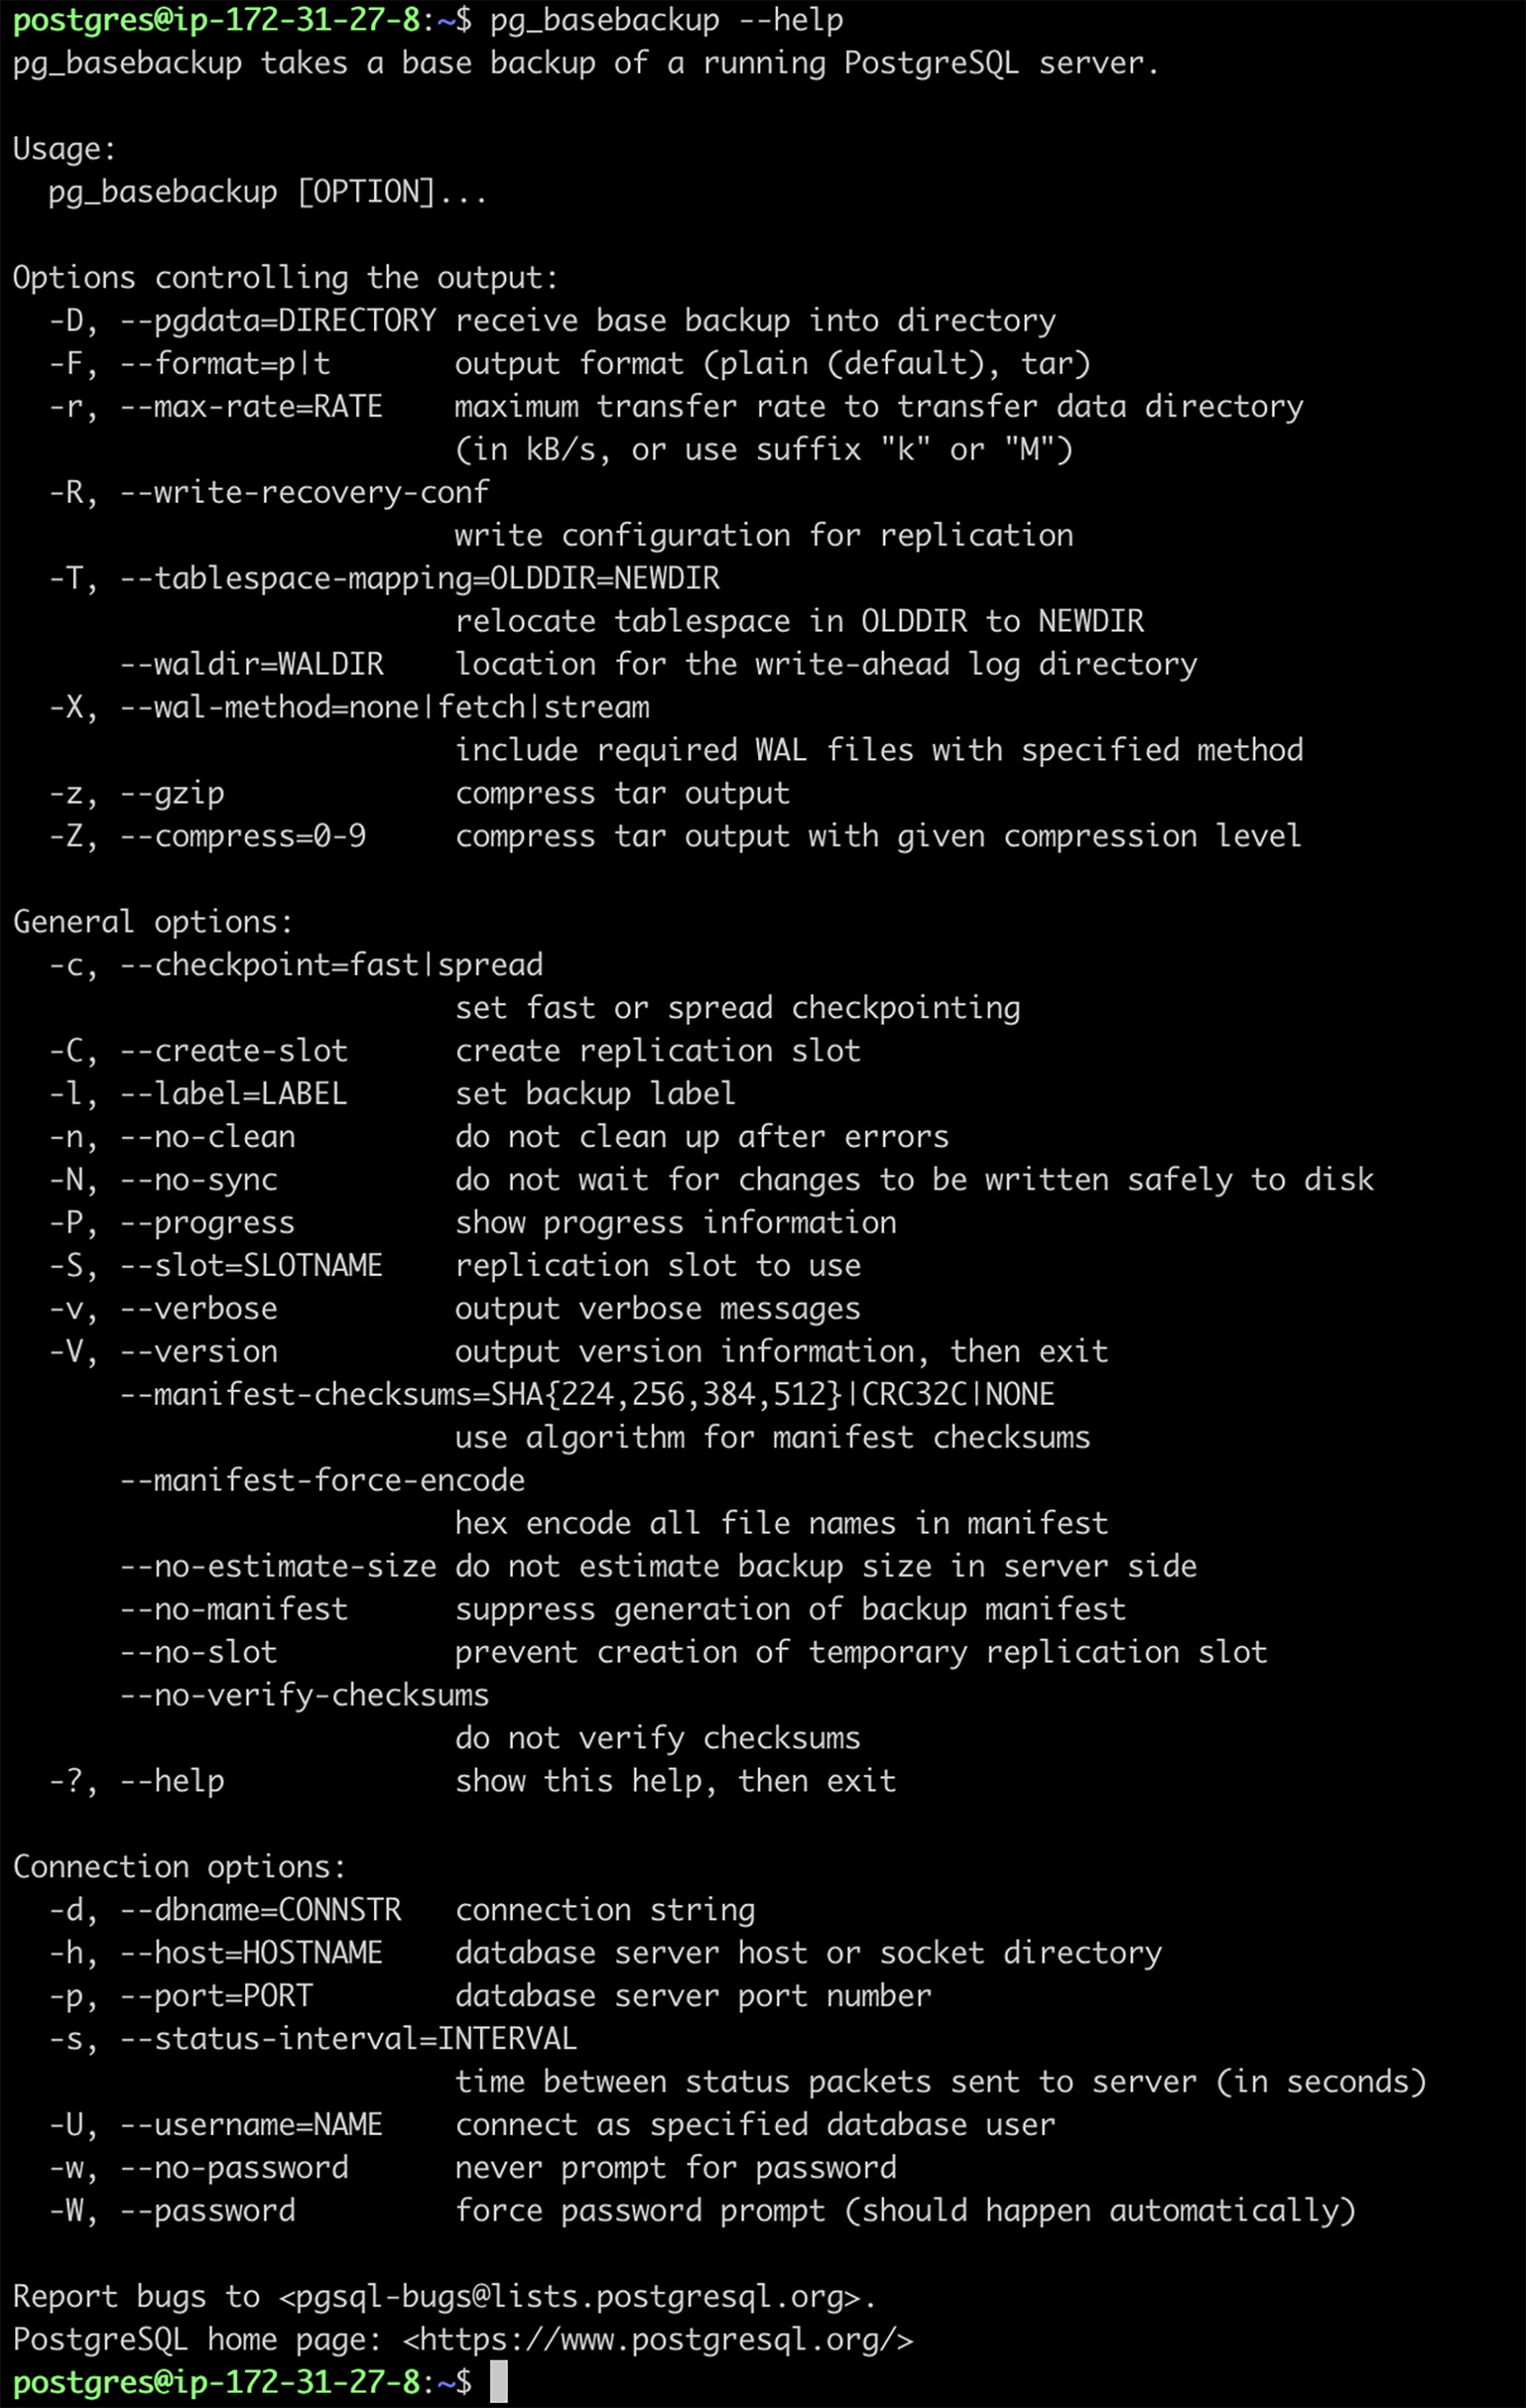 postgres@ip-172-31-27-8:~$ pg_basebackup --help
pg_basebackup takes a base backup of a running PostgreSQL server.

Usage:
  pg_basebackup [OPTION]...

Options controlling the output:
  -D, --pgdata=DIRECTORY receive base backup into directory
  -F, --format=p|t       output format (plain (default), tar)
  -r, --max-rate=RATE    maximum transfer rate to transfer data directory
                         (in kB/s, or use suffix "k" or "M")
  -R, --write-recovery-conf
                         write configuration for replication
  -T, --tablespace-mapping=OLDDIR=NEWDIR
                         relocate tablespace in OLDDIR to NEWDIR
      --waldir=WALDIR    location for the write-ahead log directory
  -X, --wal-method=none|fetch|stream
                         include required WAL files with specified method
  -z, --gzip             compress tar output
  -Z, --compress=0-9     compress tar output with given compression level

General options:
  -c, --checkpoint=fast|spread
                         set fast or spread checkpointing
  -C, --create-slot      create replication slot
  -l, --label=LABEL      set backup label
  -n, --no-clean         do not clean up after errors
  -N, --no-sync          do not wait for changes to be written safely to disk
  -P, --progress         show progress information
  -S, --slot=SLOTNAME    replication slot to use
  -v, --verbose          output verbose messages
  -V, --version          output version information, then exit
      --manifest-checksums=SHA{224,256,384,512}|CRC32C|NONE
                         use algorithm for manifest checksums
      --manifest-force-encode
                         hex encode all file names in manifest
      --no-estimate-size do not estimate backup size in server side
      --no-manifest      suppress generation of backup manifest
      --no-slot          prevent creation of temporary replication slot
      --no-verify-checksums
                         do not verify checksums
  -?, --help             show this help, then exit

Connection options:
  -d, --dbname=CONNSTR   connection string
  -h, --host=HOSTNAME    database server host or socket directory
  -p, --port=PORT        database server port number
  -s, --status-interval=INTERVAL
                         time between status packets sent to server (in seconds)
  -U, --username=NAME    connect as specified database user
  -w, --no-password      never prompt for password
  -W, --password         force password prompt (should happen automatically)

Report bugs to <pgsql-bugs@lists.postgresql.org>.
PostgreSQL home page: <https://www.postgresql.org/>
postgres@ip-172-31-27-8:~$